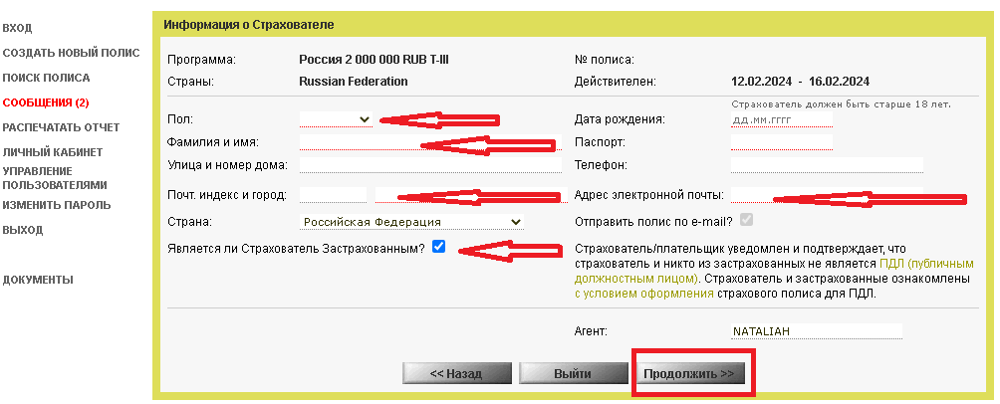 Информация о Страхователе
ВХОД
СОЗДАТЬ НОВЫЙ ПОЛИС
ПОИСК ПОЛИСА
СООБЩЕНИЯ (2)
РАСПЕЧАТАТЬ ОТЧЕТ
ЛИЧНЫЙ КАБИНЕТ
УПРАВЛЕНИЕ
ПОЛЬЗОВАТЕЛЯМИ
ИЗМЕНИТЬ ПАРОЛЬ
ВЫХОД
ДОКУМЕНТЫ
Программа: Россия 2 000 000 RUB T-III № полиса:
Страны: Russian Federation Действителен: 12.02.2024 - 16.02.2024
Страхователь должен быть старше 18 лет.
Пол: Дата рождения: дд.мм.гггг
Фамилия и имя: Паспорт:
Улица и номер дома: Телефон:
Почт. индекс и город: Адрес электронной почты:
Страна: Российская Федерация Отправить полис по e-mail?
Является ли Страхователь Застрахованным?
Страхователь/плательщик уведомлен и подтверждает, что
страхователь и никто из застрахованных не является ПДЛ (публичным
должностным лицом). Страхователь и застрахованные ознакомлены
с условием оформления страхового полиса для ПДЛ.
Агент: NATALIAH
<< Назад Выйти Продолжить >>